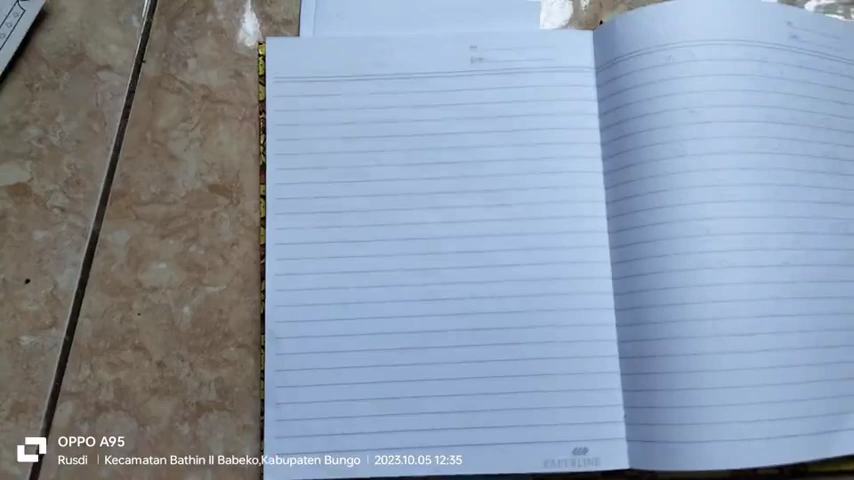 OPPO A95
Rusdi | Kecamatan Bathin II Babeko,Kabupaten Bungo | 2023.10.05 12:35